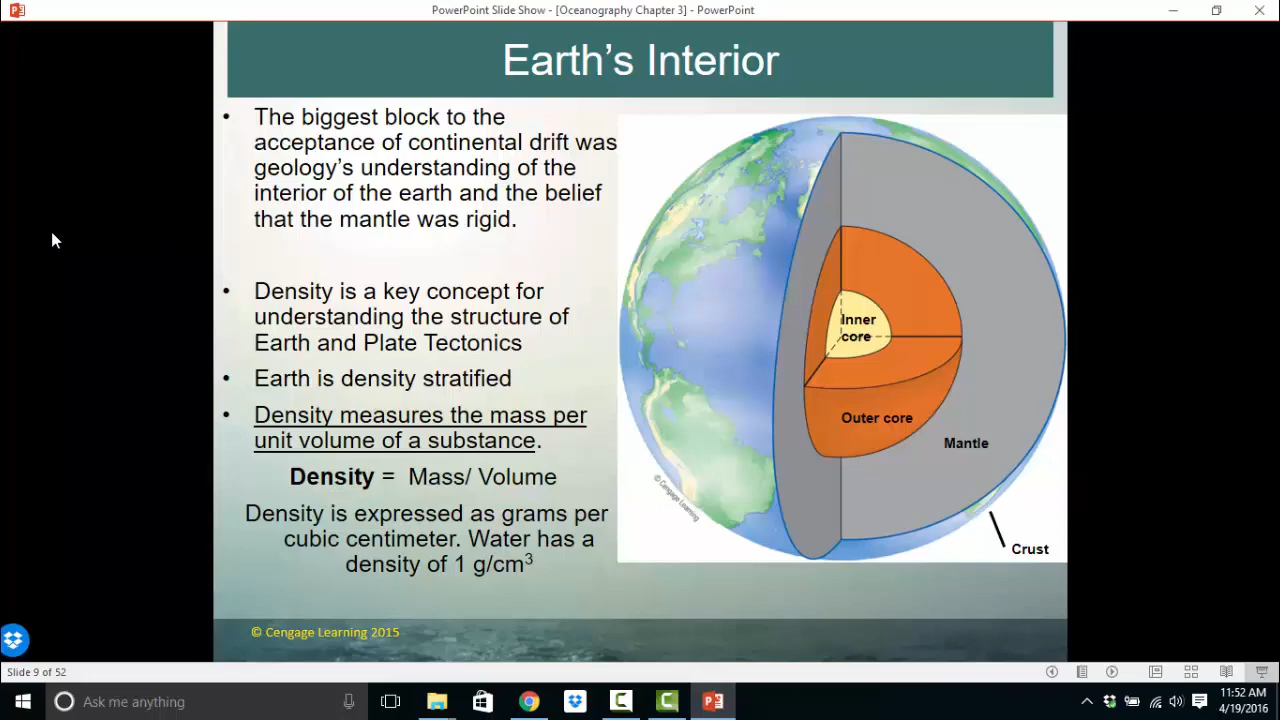 PowerPoint Slide Show - [Oceanography Chapter 3] - PowerPoint
Earth's Interior
• The biggest block to the
acceptance of continental drift was
geology's understanding of the
interior of the earth and the belief
that the mantle was rigid.
• Density is a key concept for
understanding the structure of
Earth and Plate Tectonics
• Earth is density stratified
• Density measures the mass per
unit volume of a substance.
Density = Mass/ Volume
Density is expressed as grams per
cubic centimeter. Water has a
density of 1 g/cm³
Inner
core
Outer core
Mantle
Crust
© Cengage Learning
© Cengage Learning 2015
Slide 9 of 52
Ask me anything
11:52 AM
4/19/2016